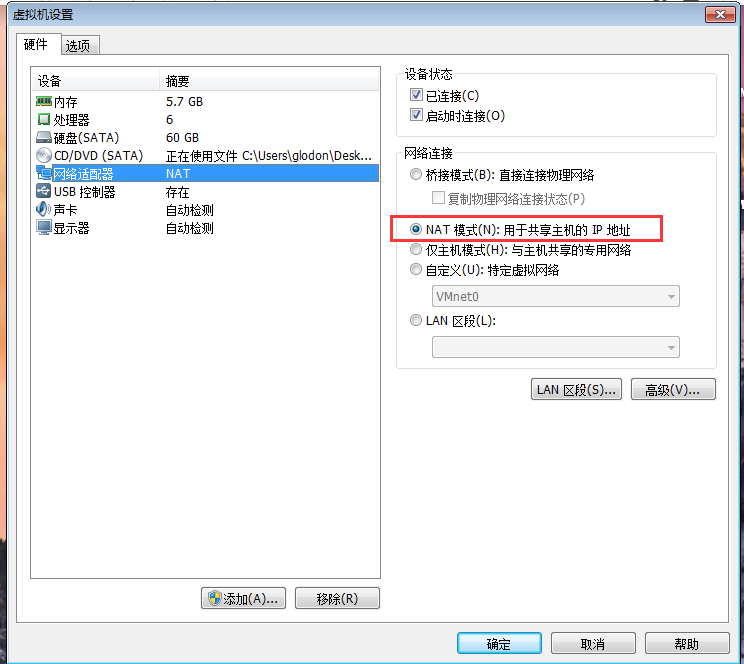 虚拟机设置
硬件 选项
设备 摘要
内存 5.7 GB
处理器 6
硬盘(SATA) 60 GB
CD/DVD (SATA) 正在使用文件 C:\Users\glodon\Desk...
网络适配器 NAT
USB 控制器 存在
声卡 自动检测
显示器 自动检测
添加(A)... 移除(R)
设备状态
已连接(C)
启动时连接(O)
网络连接
桥接模式(B): 直接连接物理网络
复制物理网络连接状态(P)
NAT 模式(N): 用于共享主机的 IP 地址
仅主机模式(H): 与主机共享的专用网络
自定义(U): 特定虚拟网络
VMnet0
LAN 区段(L):
LAN 区段(S)... 高级(V)...
确定 取消 帮助